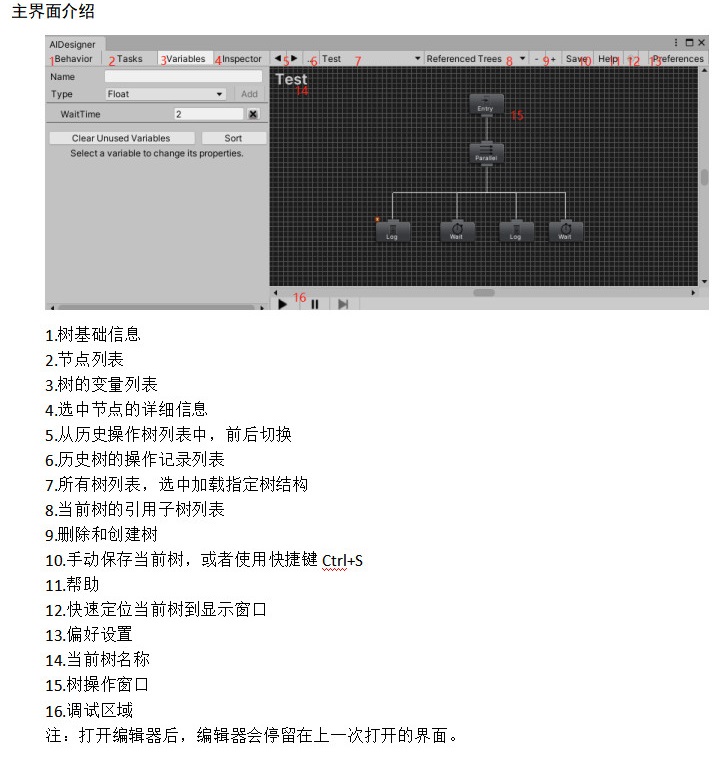 主界面介绍
AIDesigner
1Behavior 2Tasks 3Variables 4Inspector 5 ... 6 Test 7 Referenced Trees 8 - 9 + Save 10 Help 11 12 13 Preferences
Name
Type Float Add
WaitTime 2
Clear Unused Variables Sort
Select a variable to change its properties.
Test
14
Entry
15
Parallel
Log Wait Log Wait
16
1.树基础信息
2.节点列表
3.树的变量列表
4.选中节点的详细信息
5.从历史操作树列表中，前后切换
6.历史树的操作记录列表
7.所有树列表，选中加载指定树结构
8.当前树的引用子树列表
9.删除和创建树
10.手动保存当前树，或者使用快捷键 Ctrl+S
11.帮助
12.快速定位当前树到显示窗口
13.偏好设置
14.当前树名称
15.树操作窗口
16.调试区域
注：打开编辑器后，编辑器会停留在上一次打开的界面。